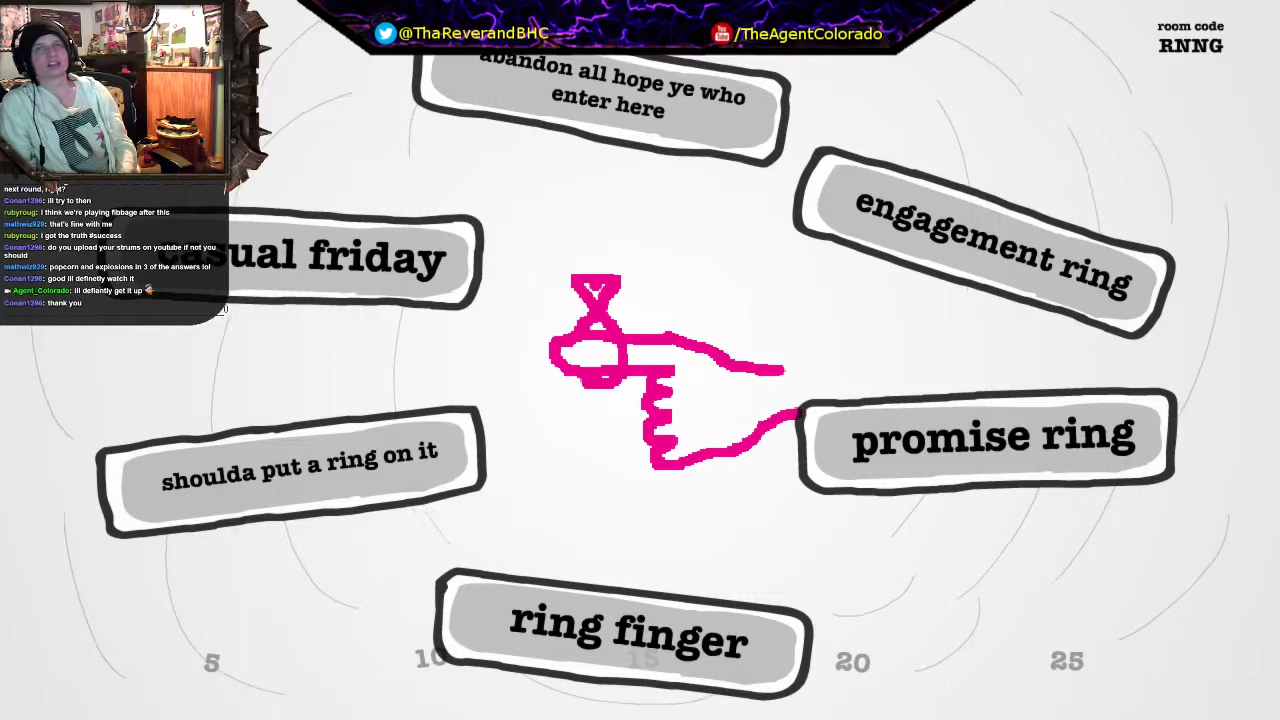 @ThaReverandBHC
/TheAgentColorado
room code
RNNG
abandon all hope ye who
enter here
engagement ring
next round,
Conan1296: ill try to then
rubyroug: I think we're playing fibbage after this
mathwiz929: that's fine with me
rubyroug: I got the truth #success
Conan1296: do you upload your strums on youtube if not you
should
mathwiz929: popcorn and explosions in 3 of the answers lol
Conan1296: good ill definetly watch it
Agent_Colorado: ill defiantly get it up
Conan1296: thank you
casual friday
promise ring
shoulda put a ring on it
ring finger
5
10
15
20
25